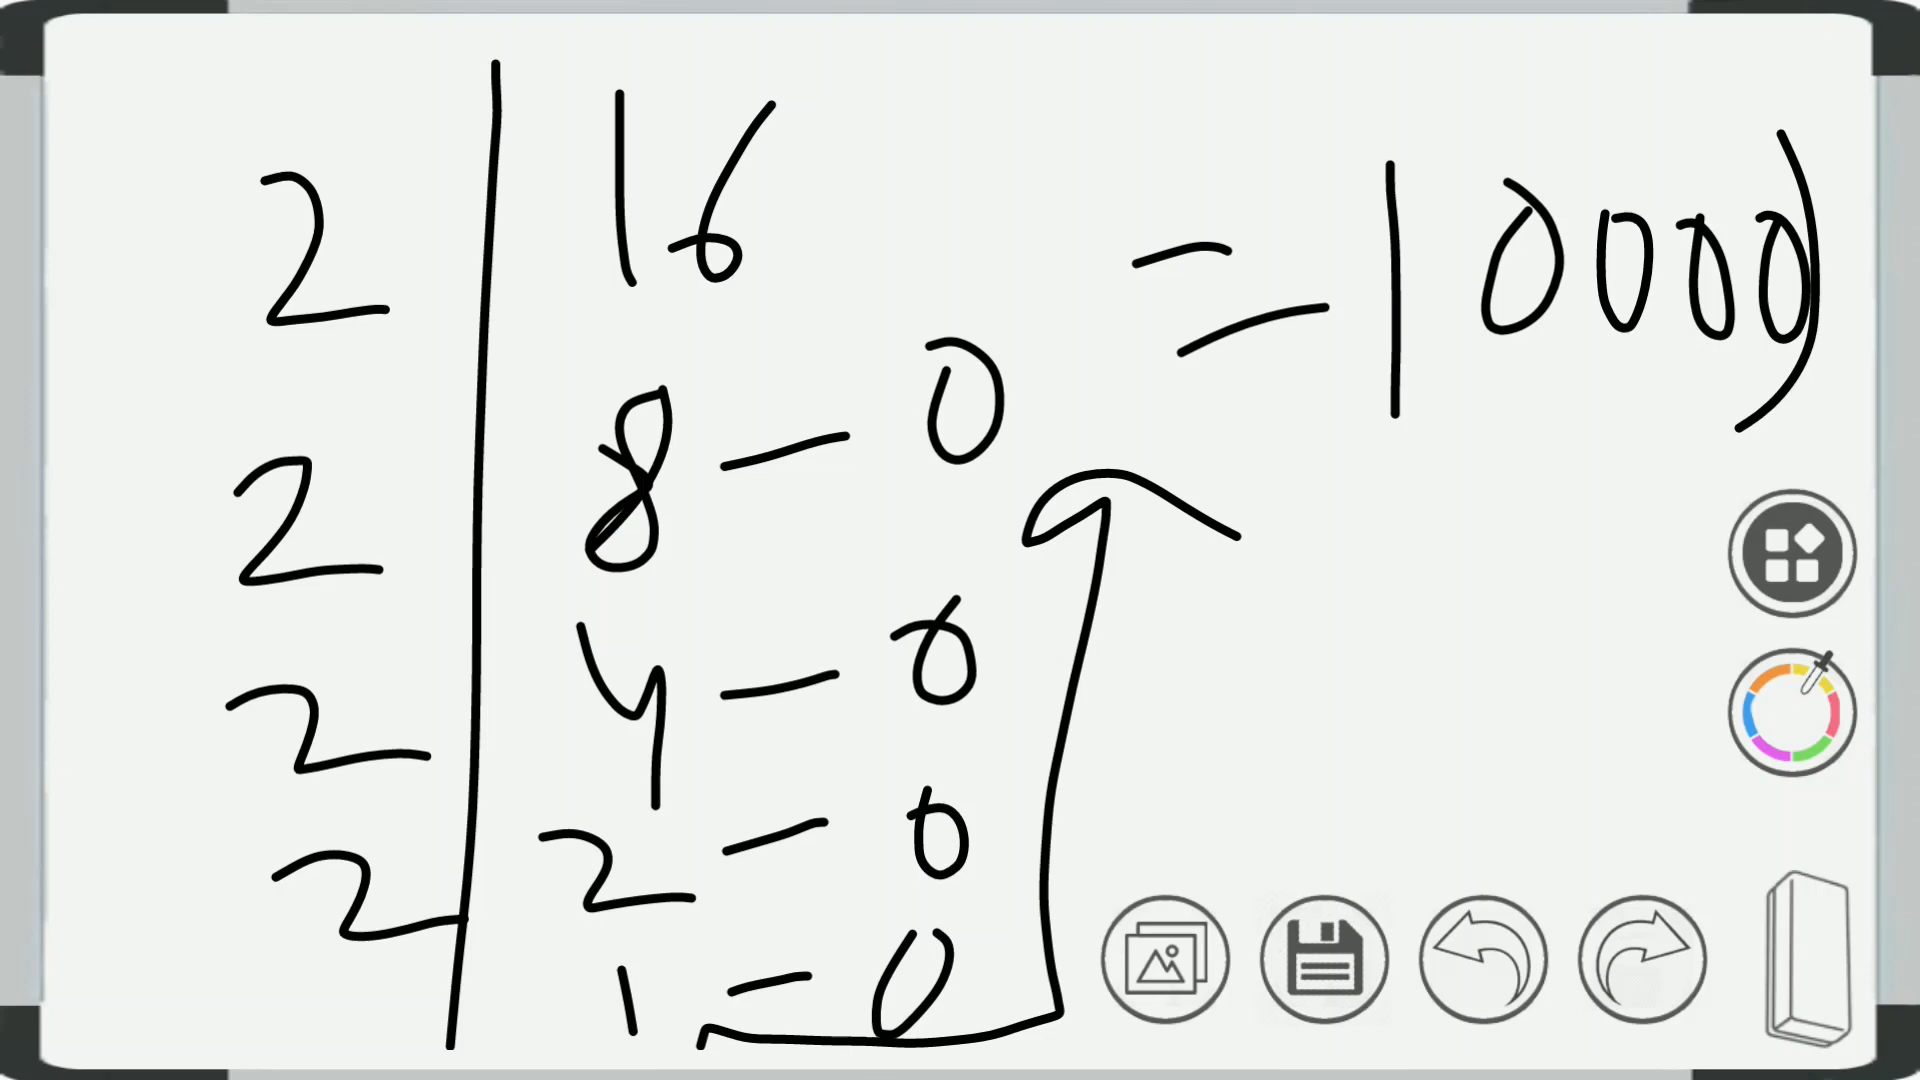 2 | 16 = 10000)
2 | 8 - 0
2 | 4 - 0
2 | 2 - 0
1 - 0